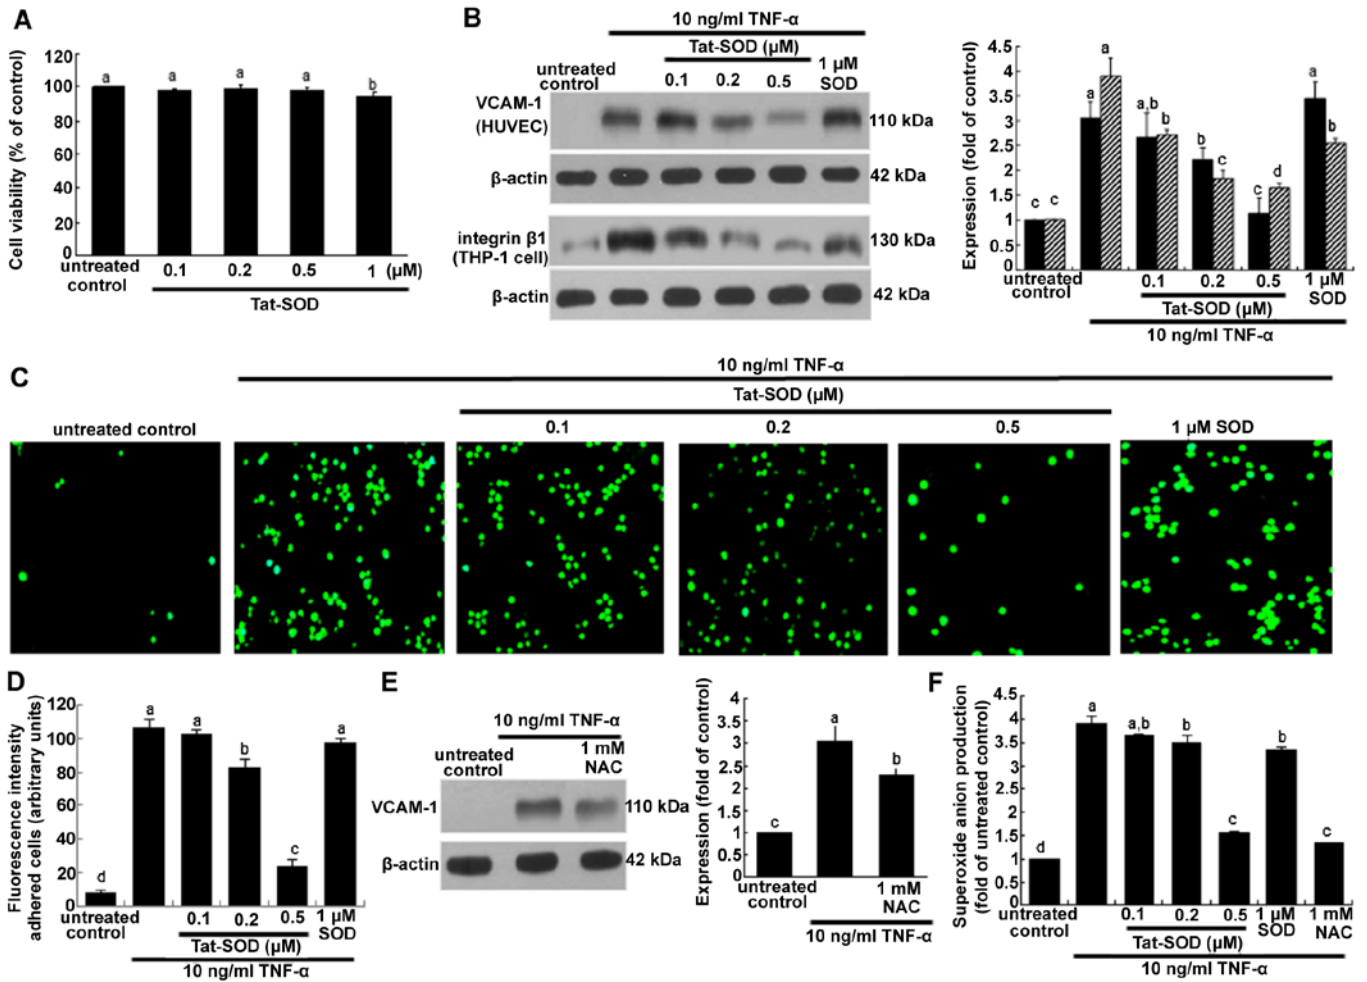 A
Cell viability (% of control)
120
100
80
60
40
20
0
a
a
a
a
b
untreated
control
0.1
0.2
0.5
1 (µM)
Tat-SOD
B
10 ng/ml TNF-α
Tat-SOD (µM)
untreated
control
0.1
0.2
0.5
1 µM
SOD
VCAM-1
(HUVEC)
110 kDa
β-actin
42 kDa
integrin β1
(THP-1 cell)
130 kDa
β-actin
42 kDa
Expression (fold of control)
4.5
4
3.5
3
2.5
2
1.5
1
0.5
0
c c
a
a
a,b
b
b
c
c
d
a
b
untreated
control
0.1
0.2
0.5
1 µM
SOD
Tat-SOD (µM)
10 ng/ml TNF-α
C
10 ng/ml TNF-α
Tat-SOD (µM)
untreated control
0.1
0.2
0.5
1 µM SOD
D
Fluorescence intensity
adhered cells (arbitrary units)
120
100
80
60
40
20
0
d
a
a
b
c
a
untreated
control
0.1
0.2
0.5
1 µM
SOD
Tat-SOD (µM)
10 ng/ml TNF-α
E
10 ng/ml TNF-α
untreated
control
1 mM
NAC
VCAM-1
110 kDa
β-actin
42 kDa
Expression (fold of control)
4
3.5
3
2.5
2
1.5
1
0.5
0
c
a
b
untreated
control
1 mM
NAC
10 ng/ml TNF-α
F
Superoxide anion production
(fold of untreated control)
4.5
4
3.5
3
2.5
2
1.5
1
0.5
0
d
a
a,b
b
c
b
c
untreated
control
0.1
0.2
0.5
1 µM
SOD
1 mM
NAC
Tat-SOD (µM)
10 ng/ml TNF-α